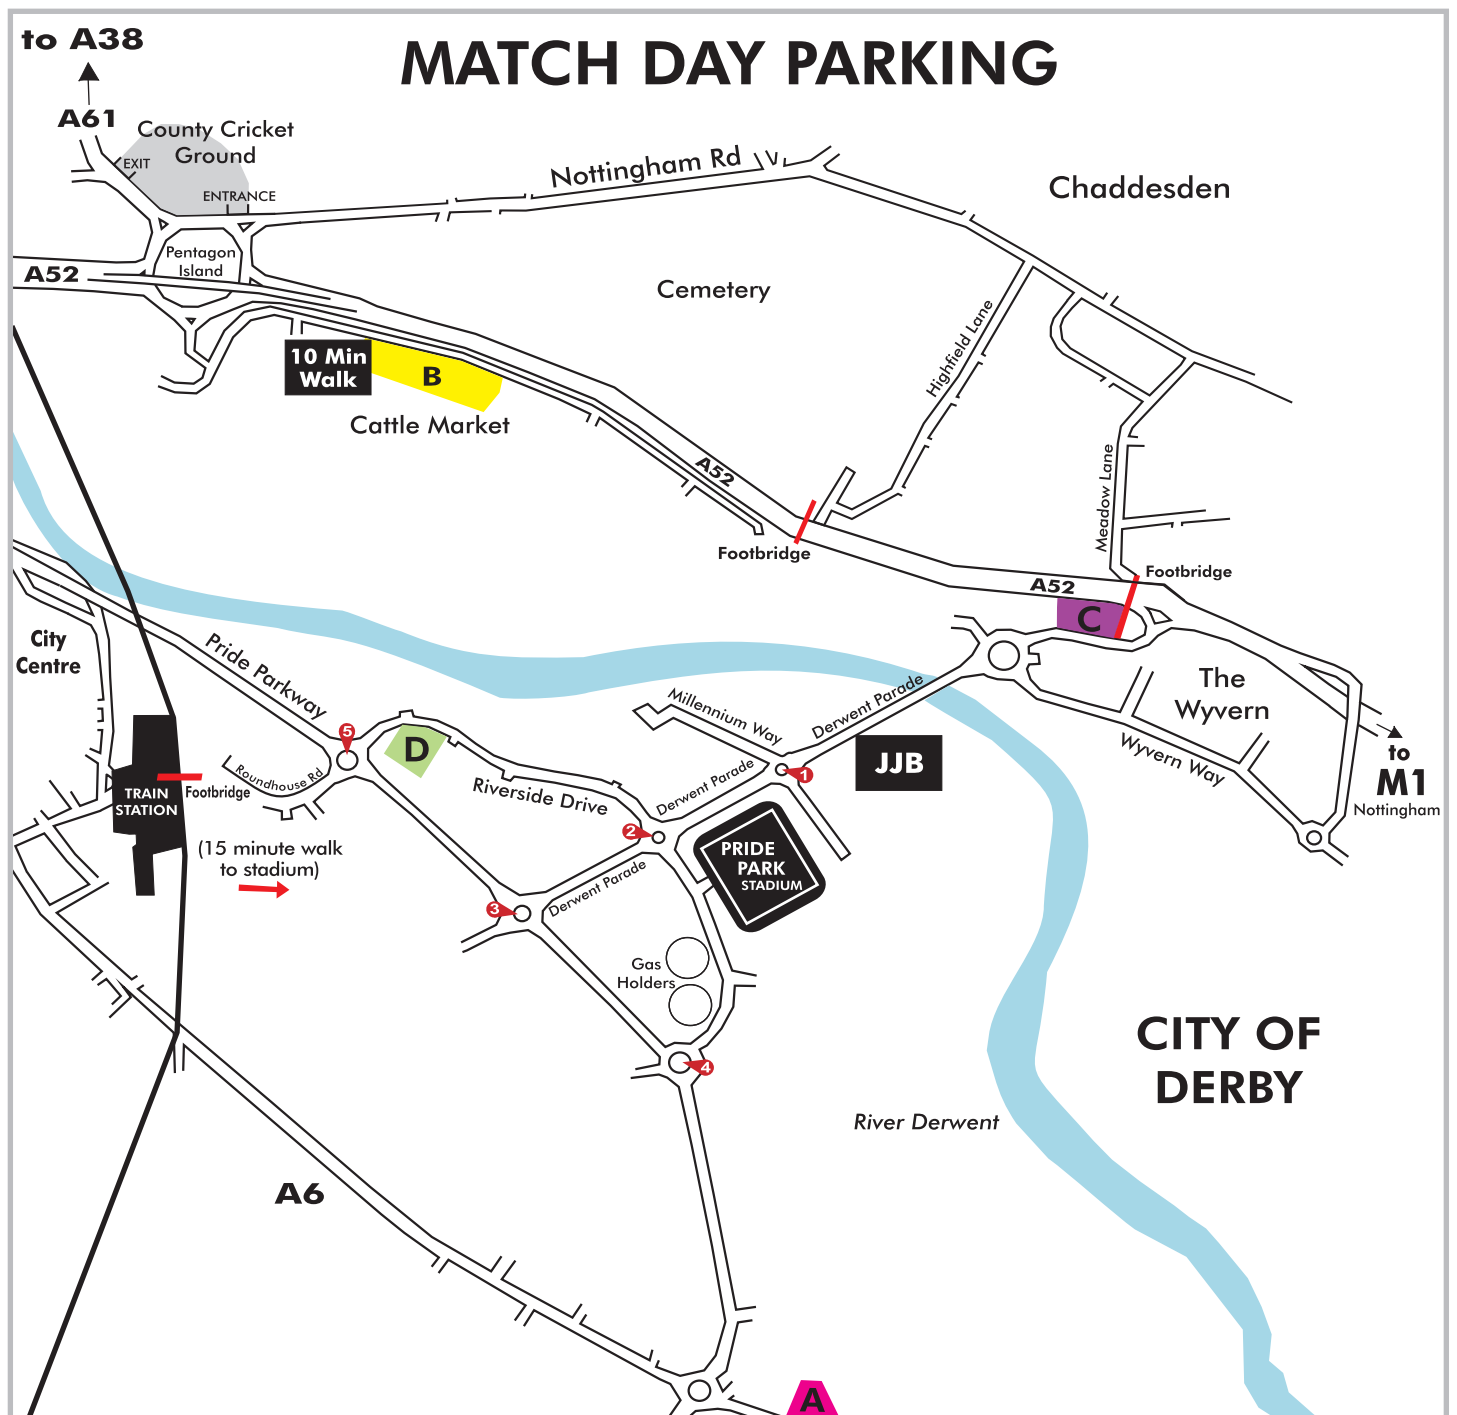 to A38
MATCH DAY PARKING
A61
County Cricket
Ground
EXIT
ENTRANCE
Nottingham Rd
Chaddesden
Pentagon
Island
A52
Cemetery
Highfield Lane
10 Min
Walk
B
Cattle Market
A52
Meadow Lane
Footbridge
Footbridge
A52
C
City
Centre
Pride Parkway
The
Wyvern
Millennium Way
Derwent Parade
Wyvern Way
to
M1
Nottingham
5
D
JJB
1
Roundhouse Rd
Riverside Drive
Derwent Parade
TRAIN
STATION
Footbridge
2
(15 minute walk
to stadium)
PRIDE
PARK
STADIUM
Derwent Parade
3
Gas
Holders
CITY OF
DERBY
4
River Derwent
A6
A